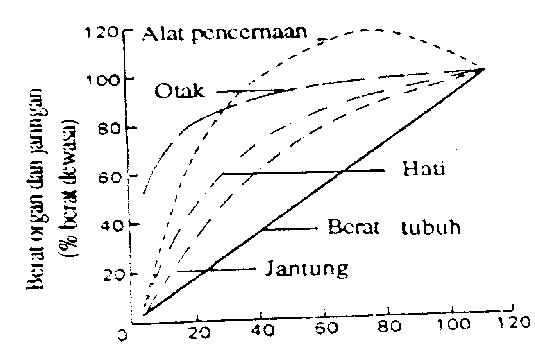 Alat pencernaan
Otak
Hati
Berat tubuh
Jantung
Berat organ dan jaringan
(% berat dewasa)
120
100
80
60
40
20
0 20 40 60 80 100 120